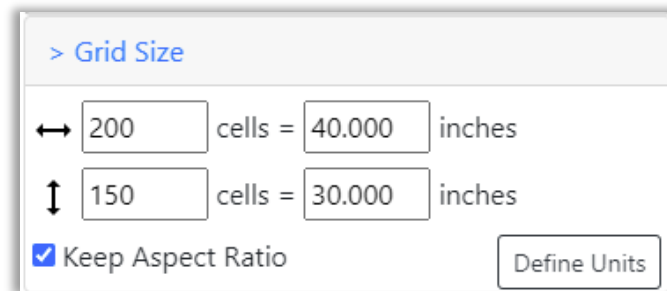 > Grid Size
200 cells = 40.000 inches
150 cells = 30.000 inches
Keep Aspect Ratio
Define Units